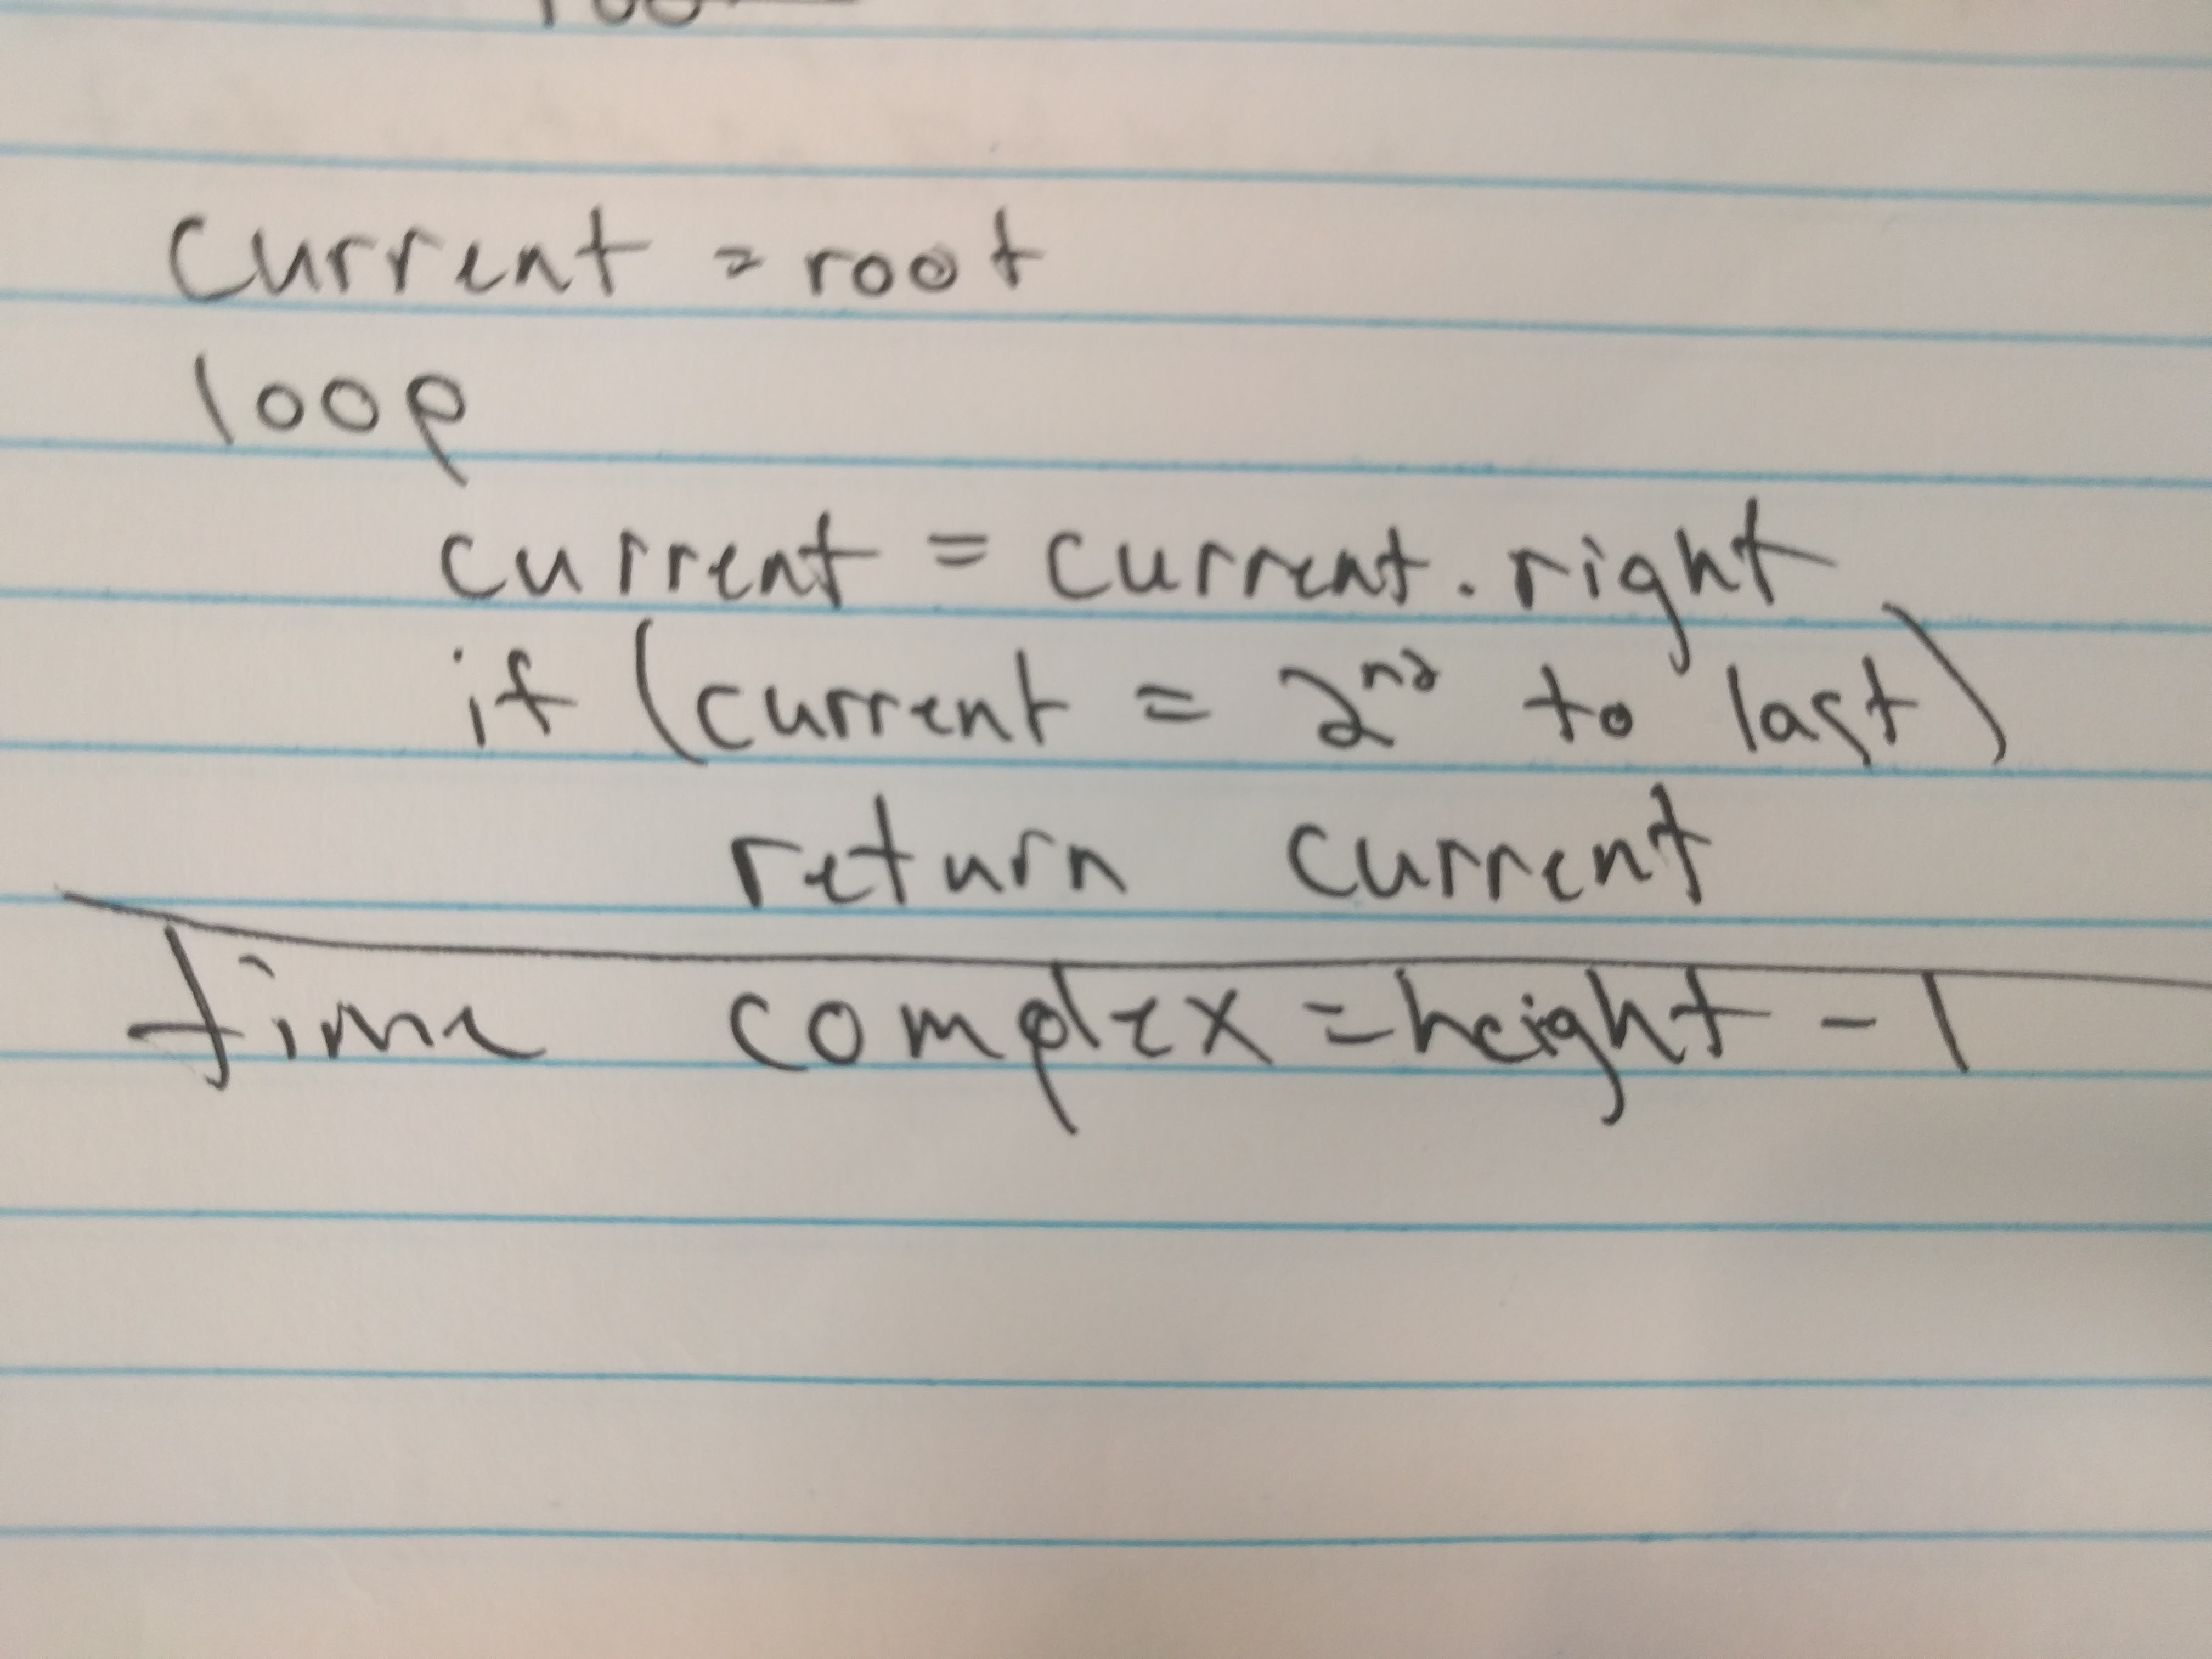 current = root
loop
current = current.right
if (current = 2nd to last)
return current
time complex = height - 1